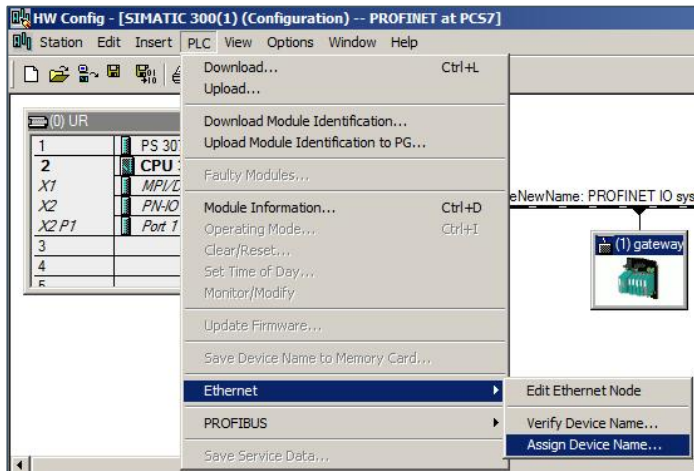 HW Config - [SIMATIC 300(1) (Configuration) -- PROFINET at PCS7]
Station Edit Insert PLC View Options Window Help
Download... Ctrl+L
Upload...
Download Module Identification...
Upload Module Identification to PG...
Faulty Modules...
Module Information... Ctrl+D
Operating Mode... Ctrl+I
Clear/Reset...
Set Time of Day...
Monitor/Modify
Update Firmware...
Save Device Name to Memory Card...
Ethernet
PROFIBUS
Save Service Data...
Edit Ethernet Node
Verify Device Name...
Assign Device Name...
(0) UR
1 PS 307
2 CPU
X1 MPI/D
X2 PN-IO
X2 P1 Port 1
3
4
5
eNewName: PROFINET IO sys
(1) gateway